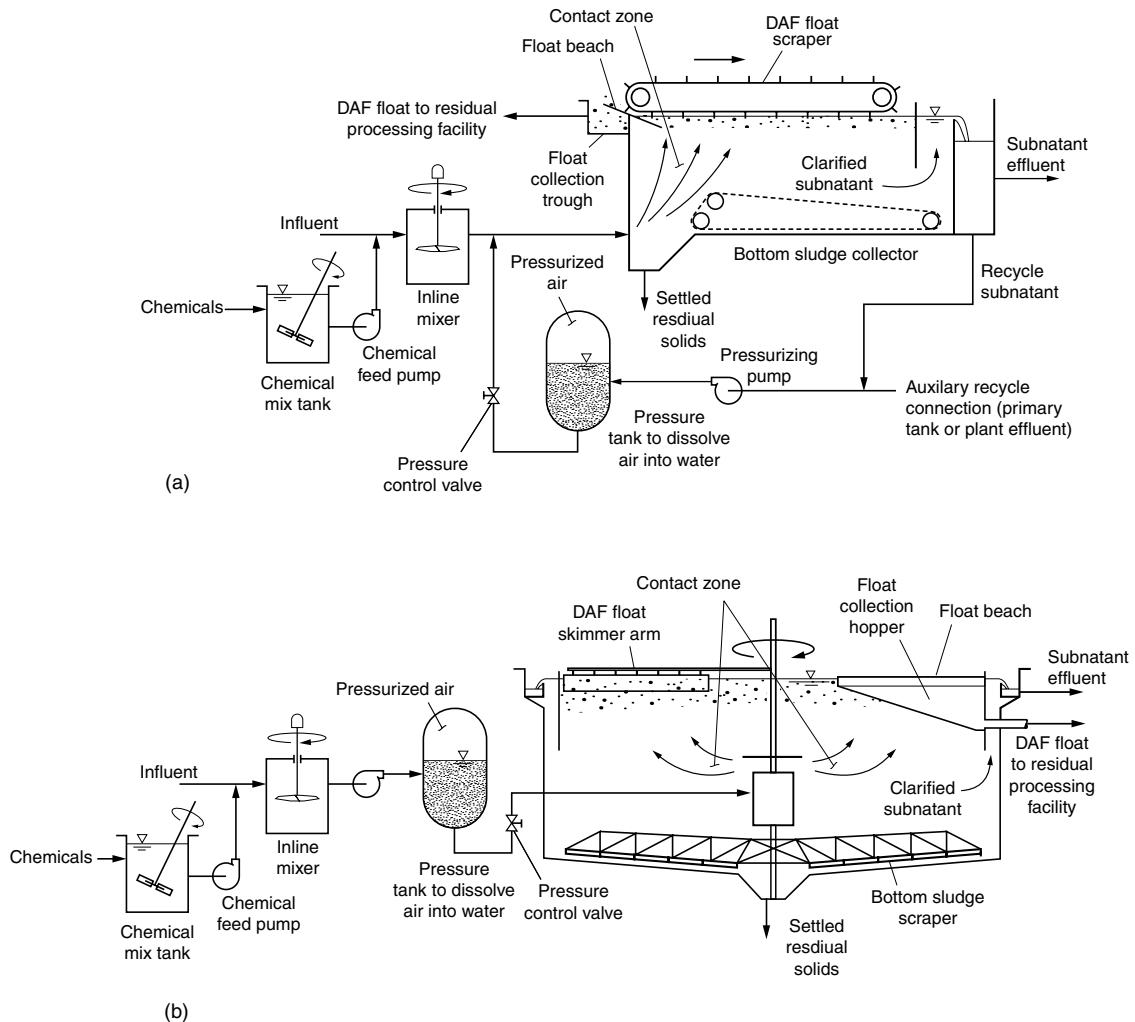 Contact zone
Float beach
DAF float
scraper
DAF float to residual
processing facility
Float
collection
trough
Clarified
subnatant
Subnatant
effluent
Influent
Bottom sludge collector
Pressurized
air
Recycle
subnatant
Chemicals
Inline
mixer
Settled
resdiual
solids
Chemical
feed pump
Pressurizing
pump
Chemical
mix tank
Auxilary recycle
connection (primary
tank or plant effluent)
Pressure
tank to dissolve
air into water
Pressure
control valve
(a)
Contact zone
DAF float
skimmer arm
Float
collection
hopper
Float beach
Subnatant
effluent
Pressurized air
Influent
DAF float
to residual
processing
facility
Clarified
subnatant
Chemicals
Inline
mixer
Pressure
tank to dissolve
air into water
Pressure
control valve
Bottom sludge
scraper
Chemical
feed pump
Chemical
mix tank
Settled
resdiual
solids
(b)